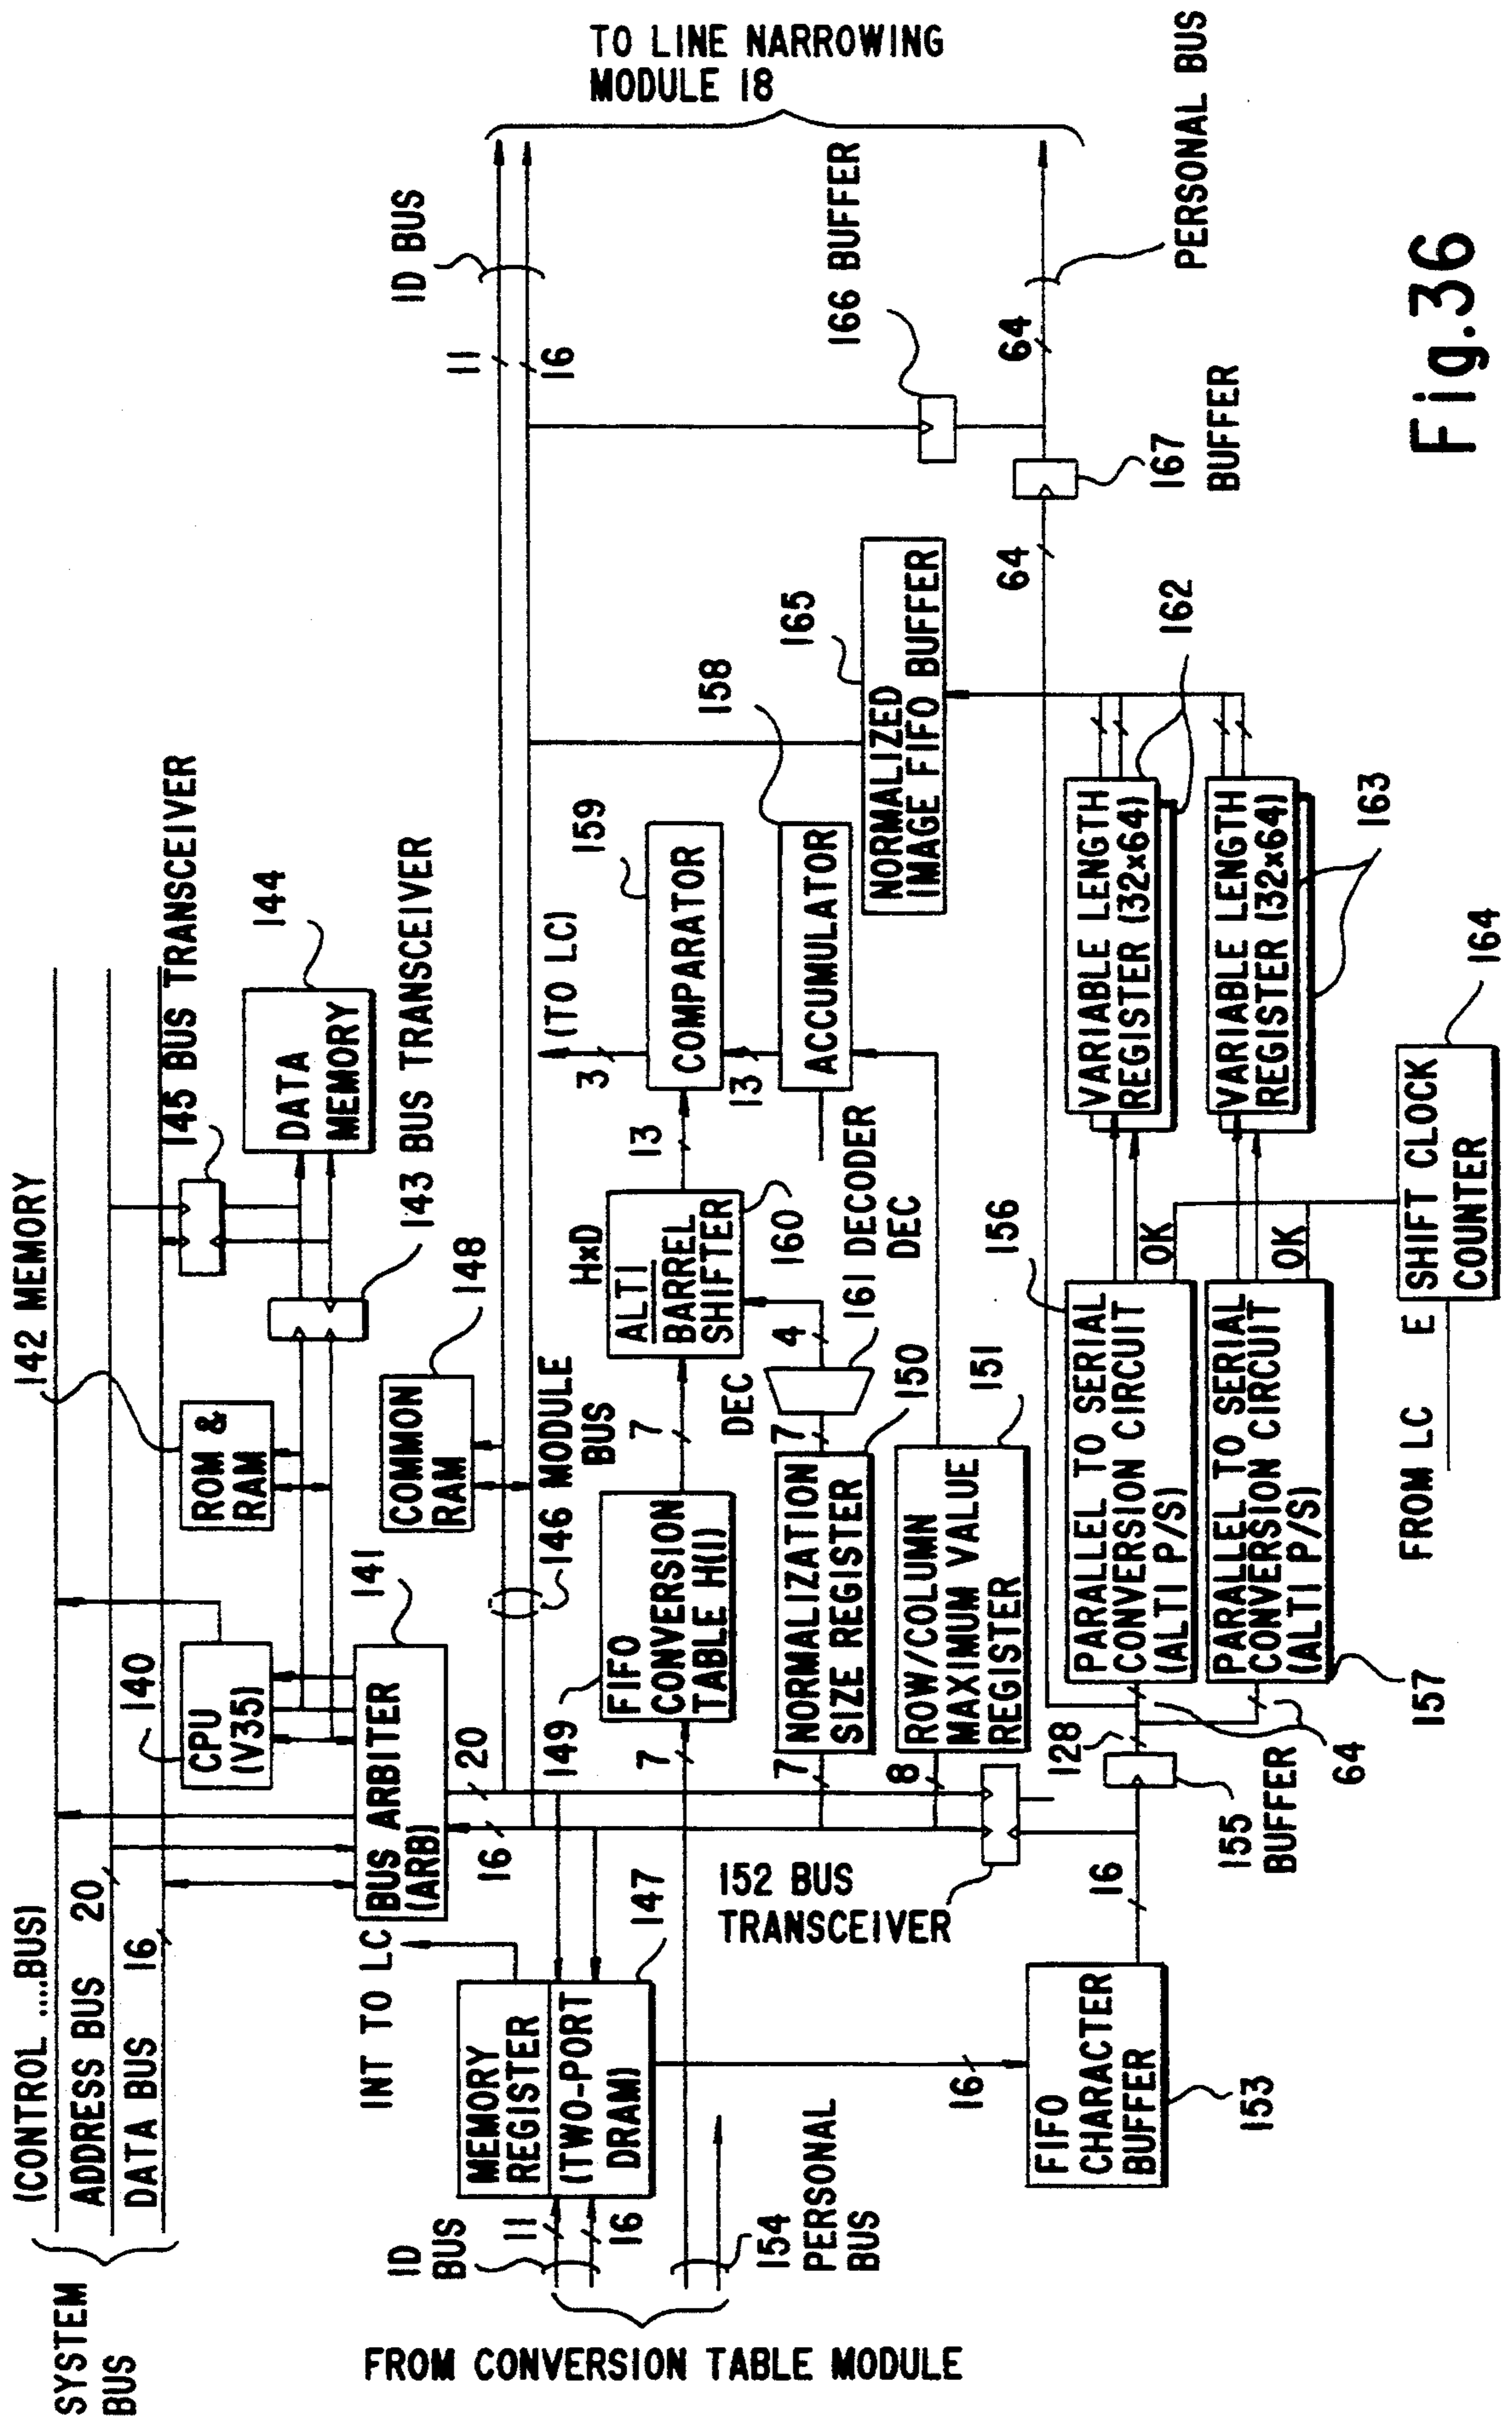 SYSTEM
BUS
(CONTROL ....BUS)
ADDRESS BUS 20
DATA BUS 16
142 MEMORY
140
CPU
(V35)
ROM &
RAM
145 BUS TRANSCEIVER
144
DATA
MEMORY
143 BUS TRANSCEIVER
141
BUS ARBITER
(ARB)
INT TO LC
148
COMMON
RAM
20
16
146 MODULE
BUS
ID BUS
11
16
TO LINE NARROWING
MODULE 18
MEMORY
REGISTER
(TWO-PORT
DRAM)
147
ID
BUS
11
16
FROM CONVERSION TABLE MODULE
154
PERSONAL
BUS
149
FIFO
CONVERSION
TABLE H(I)
7
7
H×D
ALTI
BARREL
SHIFTER
160
13
(TO LC)
3
159
COMPARATOR
13
158
ACCUMULATOR
4
161 DECODER
DEC
DEC
7
7
NORMALIZATION
SIZE REGISTER
150
8
ROW/COLUMN
MAXIMUM VALUE
REGISTER
151
165
NORMALIZED
IMAGE FIFO BUFFER
166 BUFFER
152 BUS
TRANSCEIVER
16
FIFO
CHARACTER
BUFFER
153
16
155
BUFFER
128
64
PARALLEL TO SERIAL
CONVERSION CIRCUIT
(ALTI P/S)
156
OK
PARALLEL TO SERIAL
CONVERSION CIRCUIT
(ALTI P/S)
157
OK
VARIABLE LENGTH
REGISTER (32×64)
162
VARIABLE LENGTH
REGISTER (32×64)
163
64
167
BUFFER
64
PERSONAL BUS
FROM LC E
SHIFT CLOCK
COUNTER
164
Fig.36